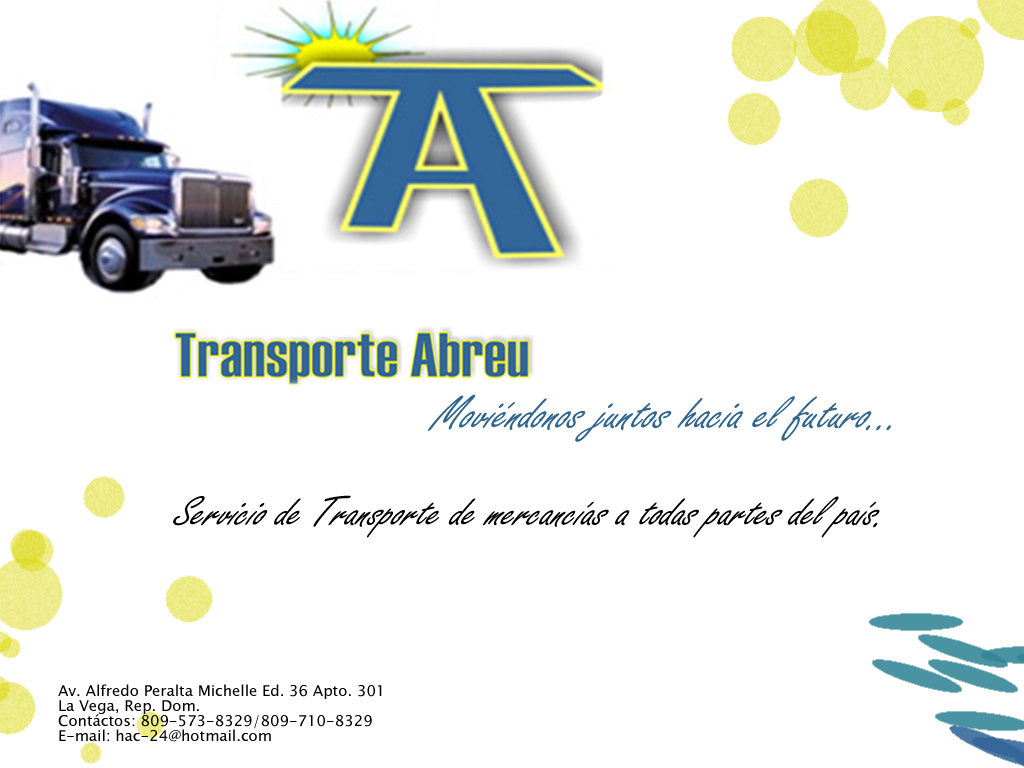 TA
Transporte Abreu
Moviéndonos juntos hacia el futuro...
Servicio de Transporte de mercancías a todas partes del país.
Av. Alfredo Peralta Michelle Ed. 36 Apto. 301
La Vega, Rep. Dom.
Contáctos: 809-573-8329/809-710-8329
E-mail: hac-24@hotmail.com